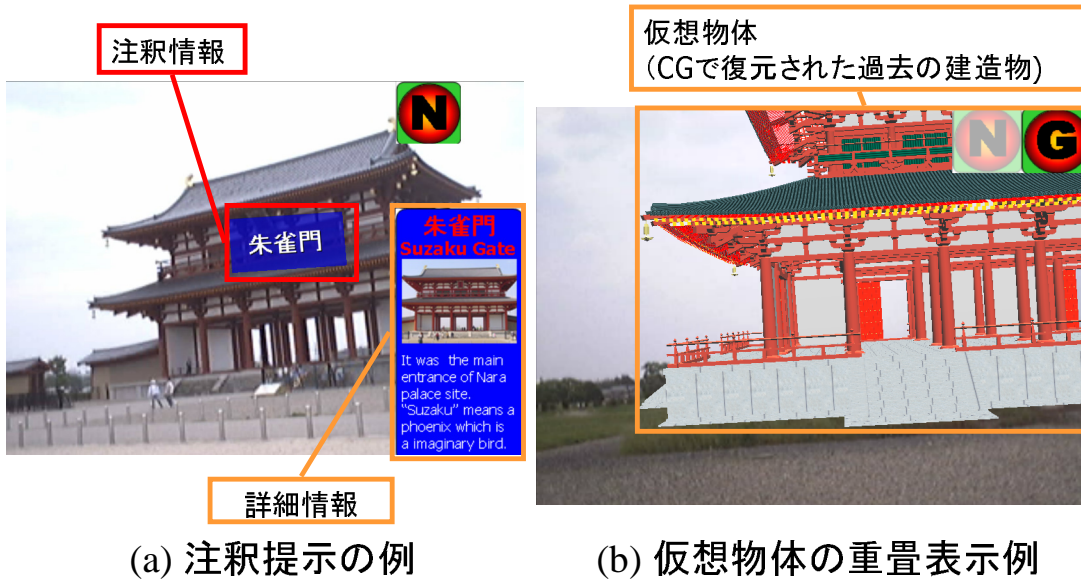 注釈情報
N
朱雀門
朱雀門
Suzaku Gate
It was the main
entrance of Nara
palace site.
"Suzaku" means a
phoenix which is
a imaginary bird.
詳細情報
(a) 注釈提示の例
仮想物体
(CGで復元された過去の建造物)
N
G
(b) 仮想物体の重畳表示例